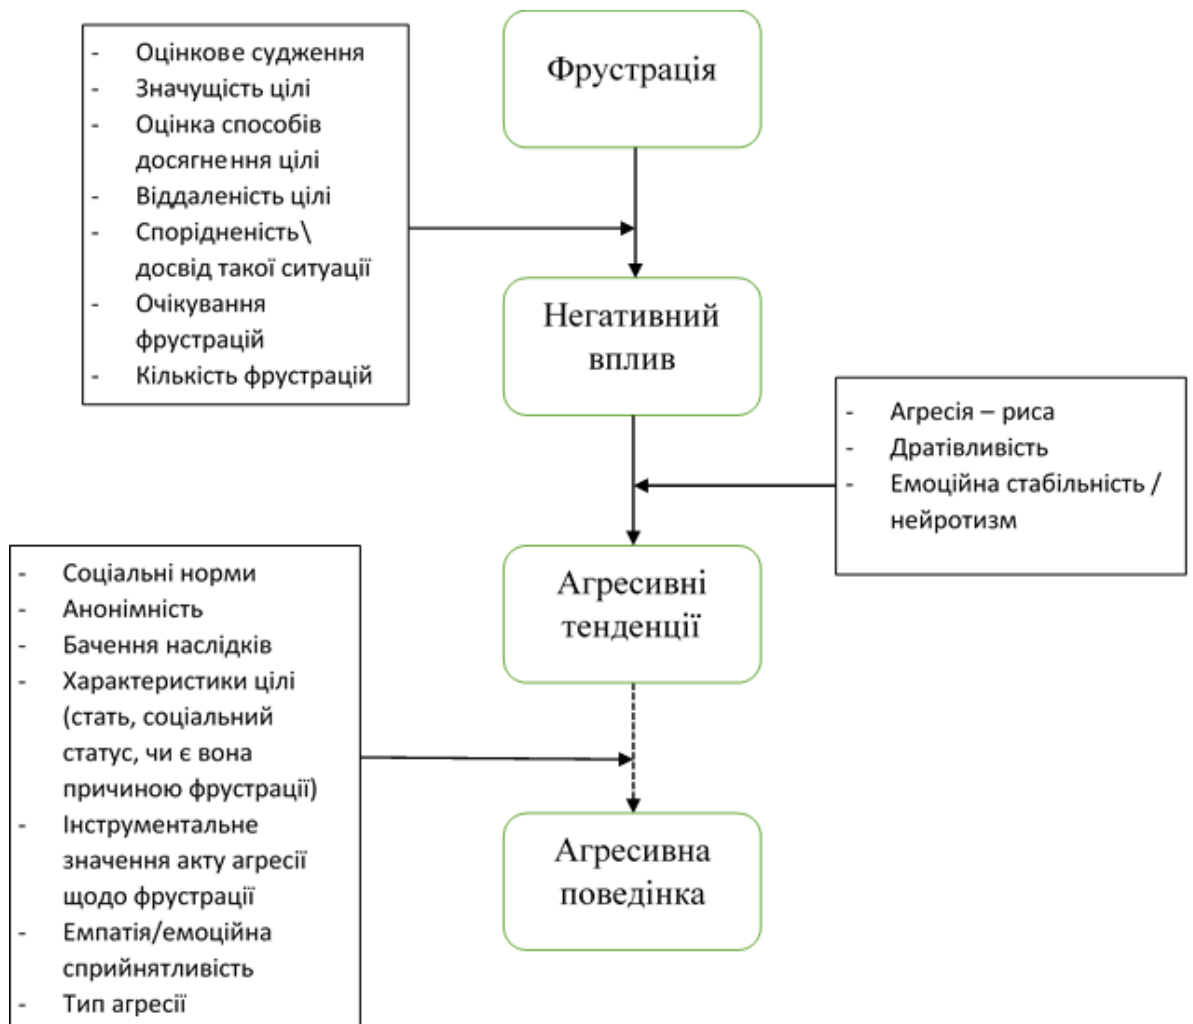 - Оцінкове судження
- Значущість цілі
- Оцінка способів
досягнення цілі
- Віддаленість цілі
- Спорідненість\
досвід такої ситуації
- Очікування
фрустрацій
- Кількість фрустрацій
Фрустрація
Негативний
вплив
- Агресія – риса
- Дратівливість
- Емоційна стабільність /
нейротизм
Агресивні
тенденції
- Соціальні норми
- Анонімність
- Бачення наслідків
- Характеристики цілі
(стать, соціальний
статус, чи є вона
причиною фрустрації)
- Інструментальне
значення акту агресії
щодо фрустрації
- Емпатія/емоційна
сприйнятливість
- Тип агресії
Агресивна
поведінка